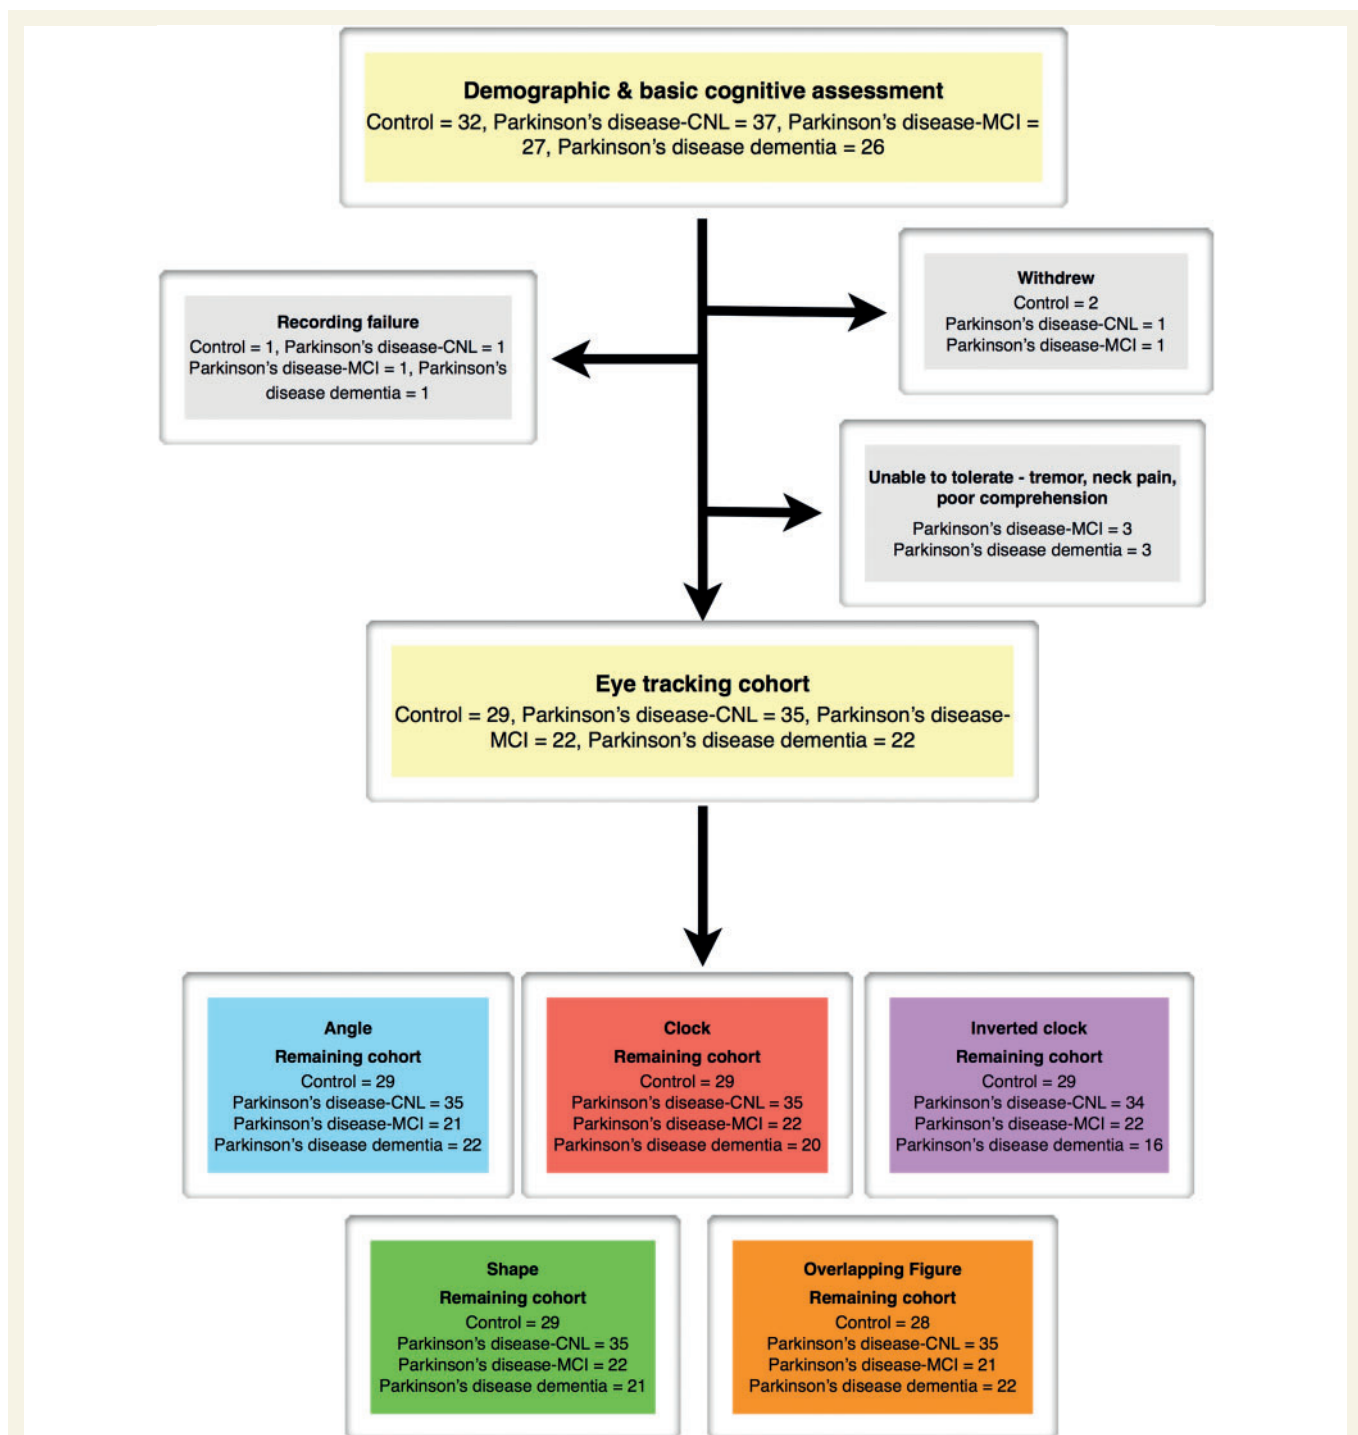 Demographic & basic cognitive assessment
Control = 32, Parkinson's disease-CNL = 37, Parkinson's disease-MCI =
27, Parkinson's disease dementia = 26
Withdrew
Control = 2
Parkinson's disease-CNL = 1
Parkinson's disease-MCI = 1
Recording failure
Control = 1, Parkinson's disease-CNL = 1
Parkinson's disease-MCI = 1, Parkinson's
disease dementia = 1
Unable to tolerate - tremor, neck pain,
poor comprehension
Parkinson's disease-MCI = 3
Parkinson's disease dementia = 3
Eye tracking cohort
Control = 29, Parkinson's disease-CNL = 35, Parkinson's disease-
MCI = 22, Parkinson's disease dementia = 22
Angle
Remaining cohort
Control = 29
Parkinson's disease-CNL = 35
Parkinson's disease-MCI = 21
Parkinson's disease dementia = 22
Clock
Remaining cohort
Control = 29
Parkinson's disease-CNL = 35
Parkinson's disease-MCI = 22
Parkinson's disease dementia = 20
Inverted clock
Remaining cohort
Control = 29
Parkinson's disease-CNL = 34
Parkinson's disease-MCI = 22
Parkinson's disease dementia = 16
Shape
Remaining cohort
Control = 29
Parkinson's disease-CNL = 35
Parkinson's disease-MCI = 22
Parkinson's disease dementia = 21
Overlapping Figure
Remaining cohort
Control = 28
Parkinson's disease-CNL = 35
Parkinson's disease-MCI = 21
Parkinson's disease dementia = 22